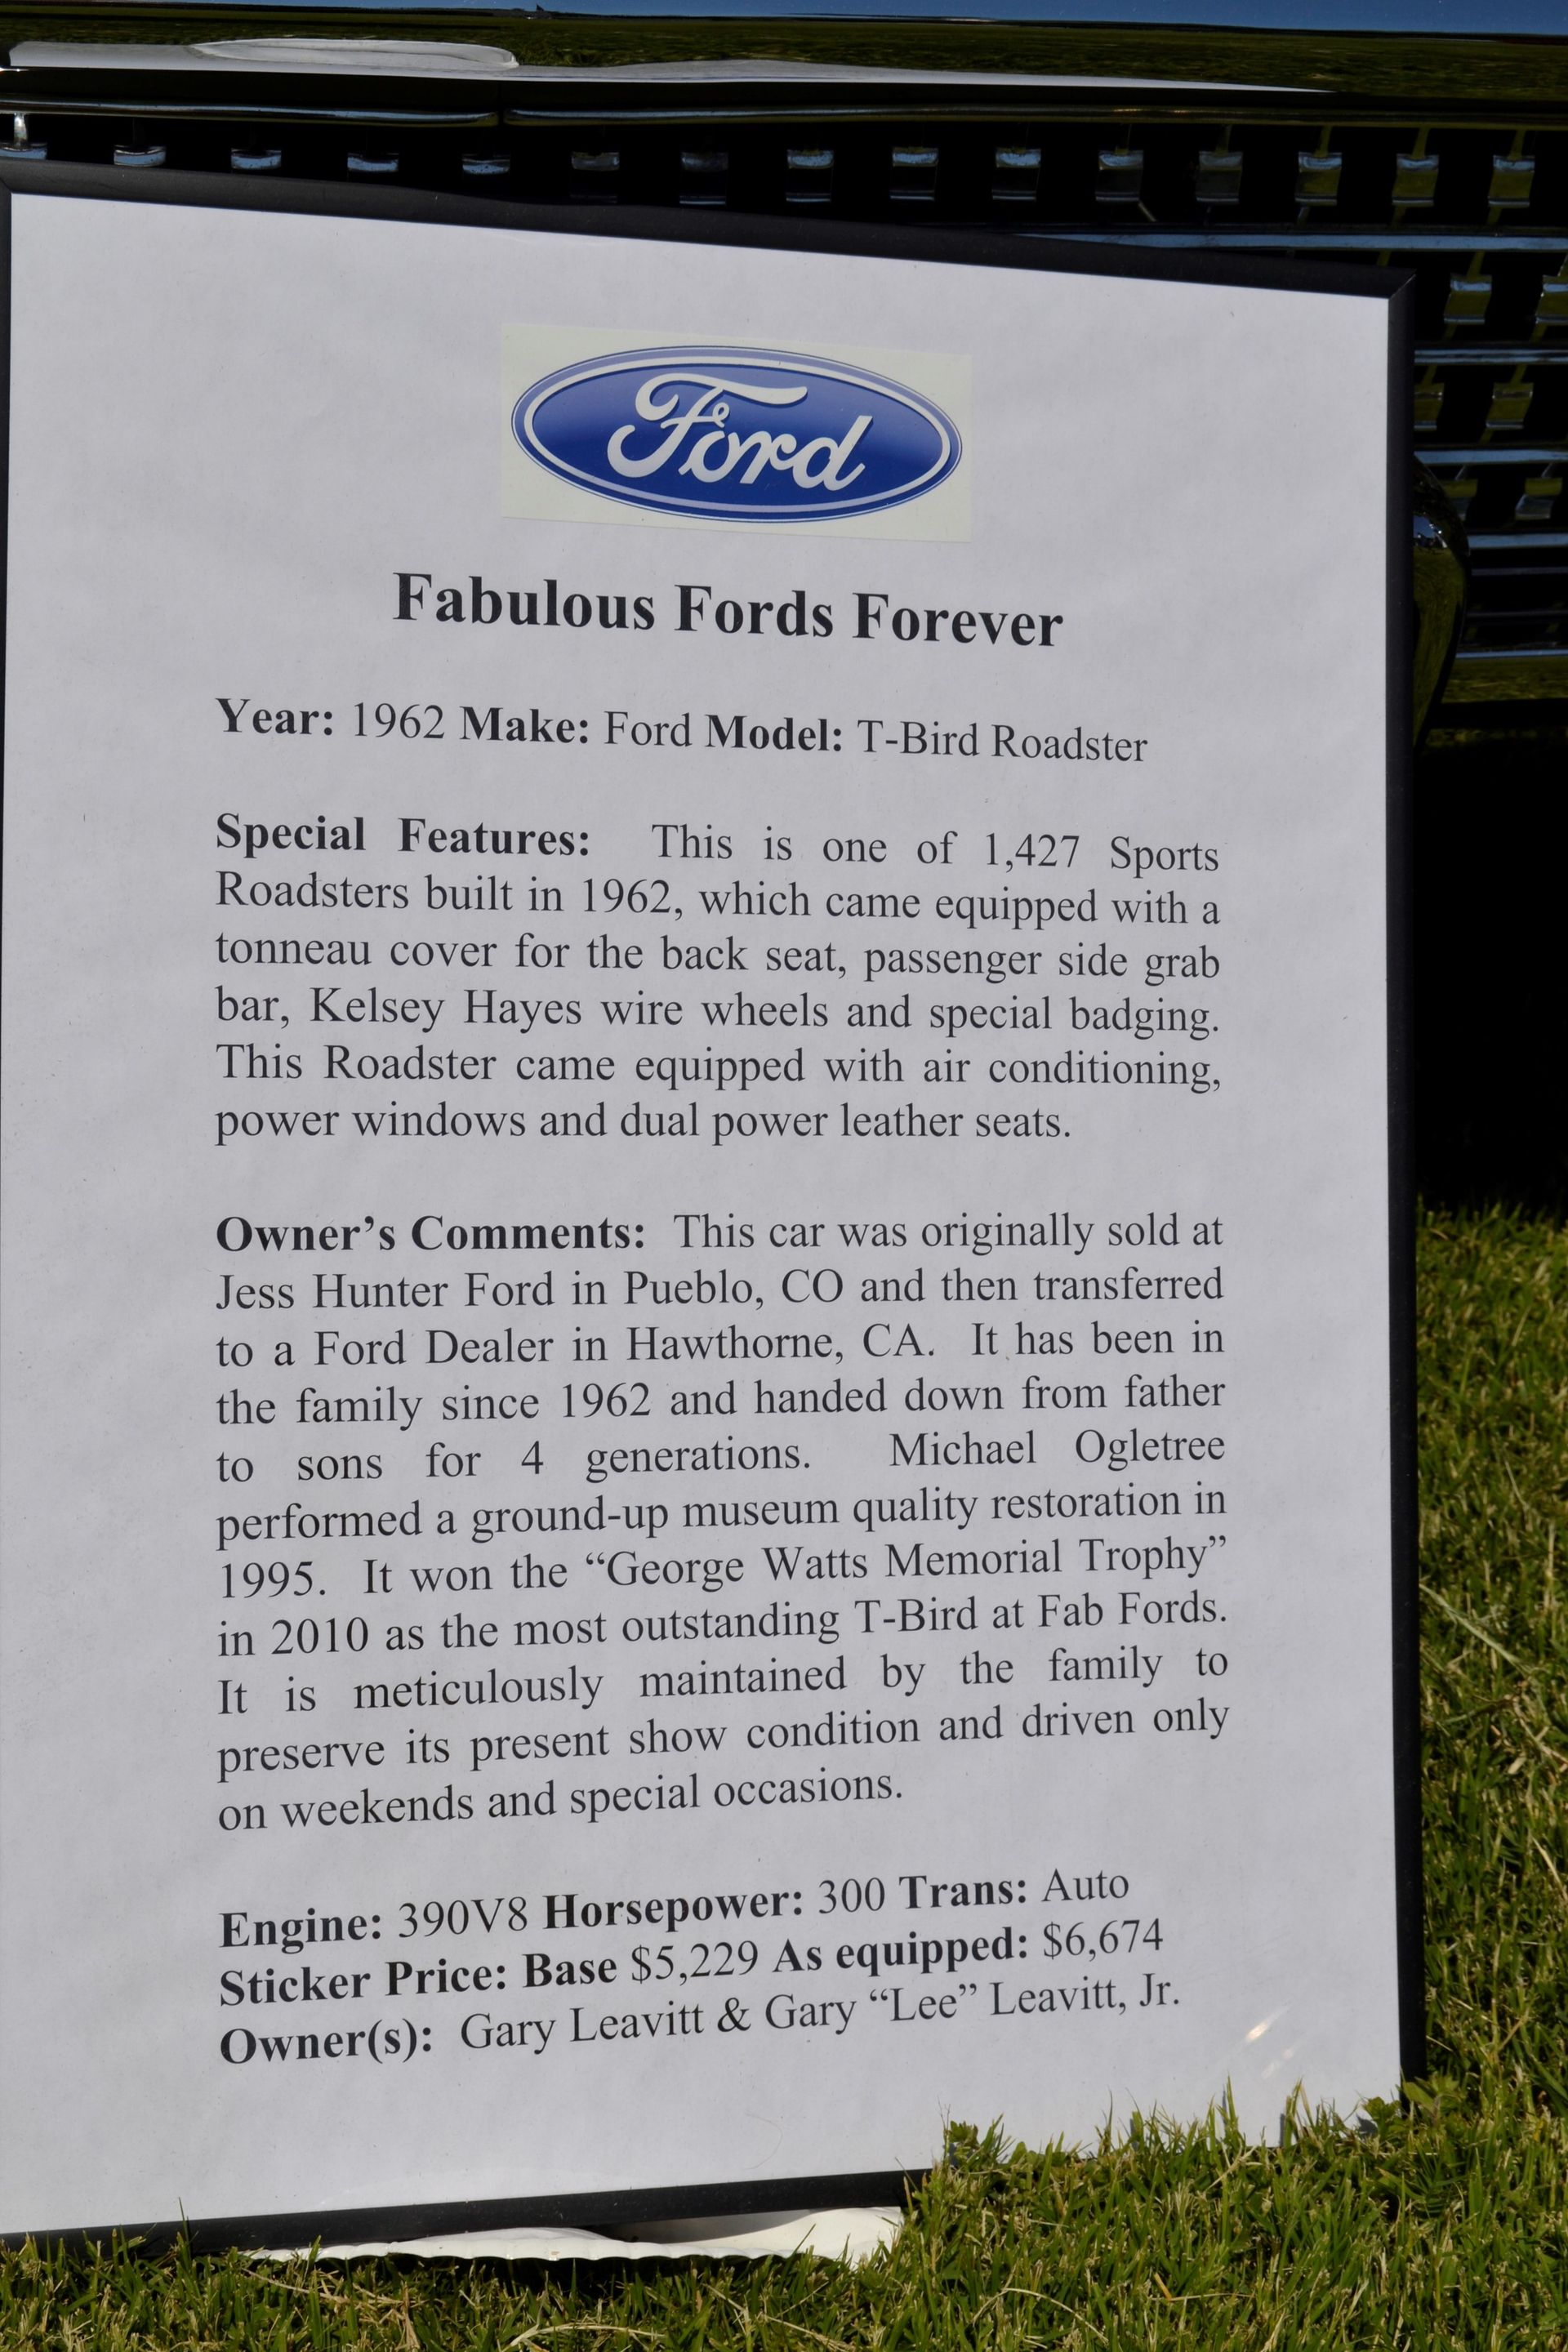 Ford
Fabulous Fords Forever
Year: 1962 Make: Ford Model: T-Bird Roadster
Special Features: This is one of 1,427 Sports
Roadsters built in 1962, which came equipped with a
tonneau cover for the back seat, passenger side grab
bar, Kelsey Hayes wire wheels and special badging.
This Roadster came equipped with air conditioning,
power windows and dual power leather seats.
Owner’s Comments: This car was originally sold at
Jess Hunter Ford in Pueblo, CO and then transferred
to a Ford Dealer in Hawthorne, CA. It has been in
the family since 1962 and handed down from father
to sons for 4 generations. Michael Ogletree
performed a ground-up museum quality restoration in
1995. It won the “George Watts Memorial Trophy”
in 2010 as the most outstanding T-Bird at Fab Fords.
It is meticulously maintained by the family to
preserve its present show condition and driven only
on weekends and special occasions.
Engine: 390V8 Horsepower: 300 Trans: Auto
Sticker Price: Base $5,229 As equipped: $6,674
Owner(s): Gary Leavitt & Gary “Lee” Leavitt, Jr.